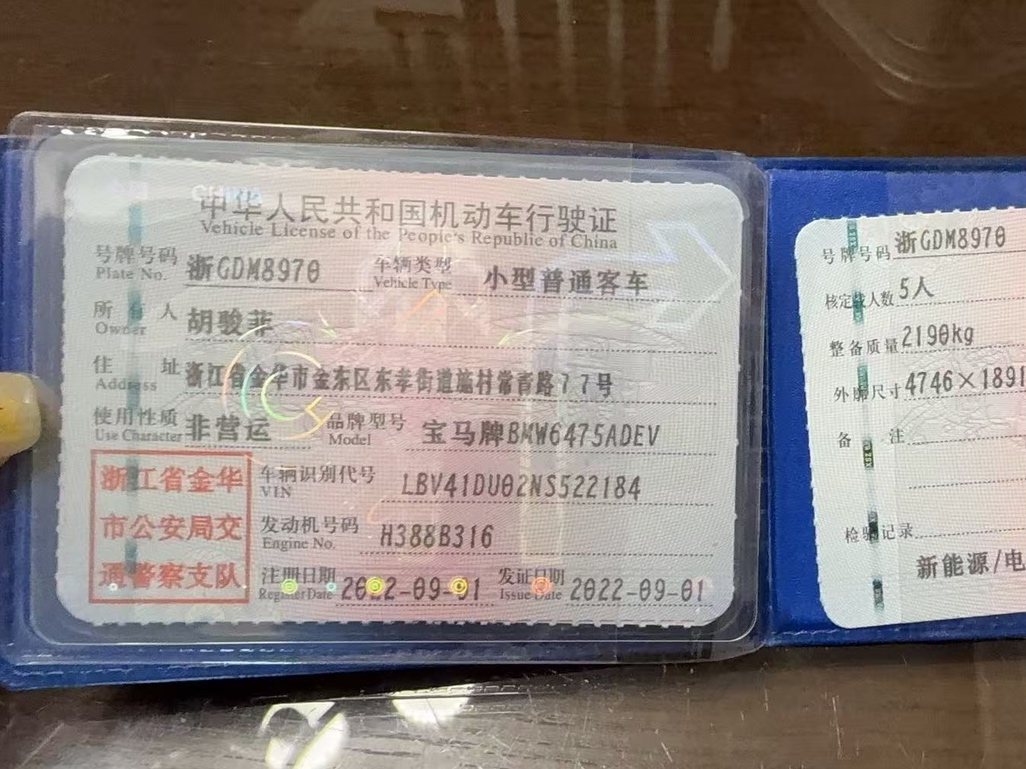 中华人民共和国机动车行驶证
Vehicle License of the People's Republic of China
号牌号码 浙GDM8970 车辆类型 小型普通客车
Plate No. Vehicle Type
所有人 胡骏菲
Owner
住址 浙江省金华市金东区东孝街道施村常青路77号
Address
使用性质 非营运 品牌型号 宝马牌BMW6475ADEV
Use Character Model
浙江省金华
市公安局交
通警察支队
车辆识别代号 LBV41DU02NS522184
VIN
发动机号码 H388B316
Engine No.
注册日期 2022-09-01 发证日期 2022-09-01
Register Date Issue Date
号牌号码 浙GDM8970
核定载人数 5人
整备质量 2190kg
外廓尺寸 4746×1891
备注
检验记录
新能源/电